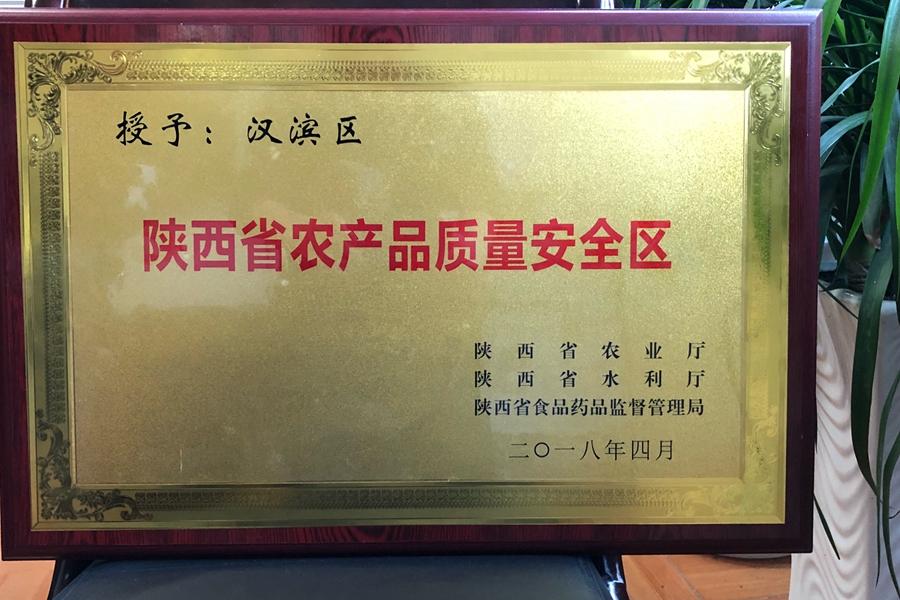 授予：汉滨区
陕西省农产品质量安全区
陕西省农业厅
陕西省水利厅
陕西省食品药品监督管理局
二〇一八年四月